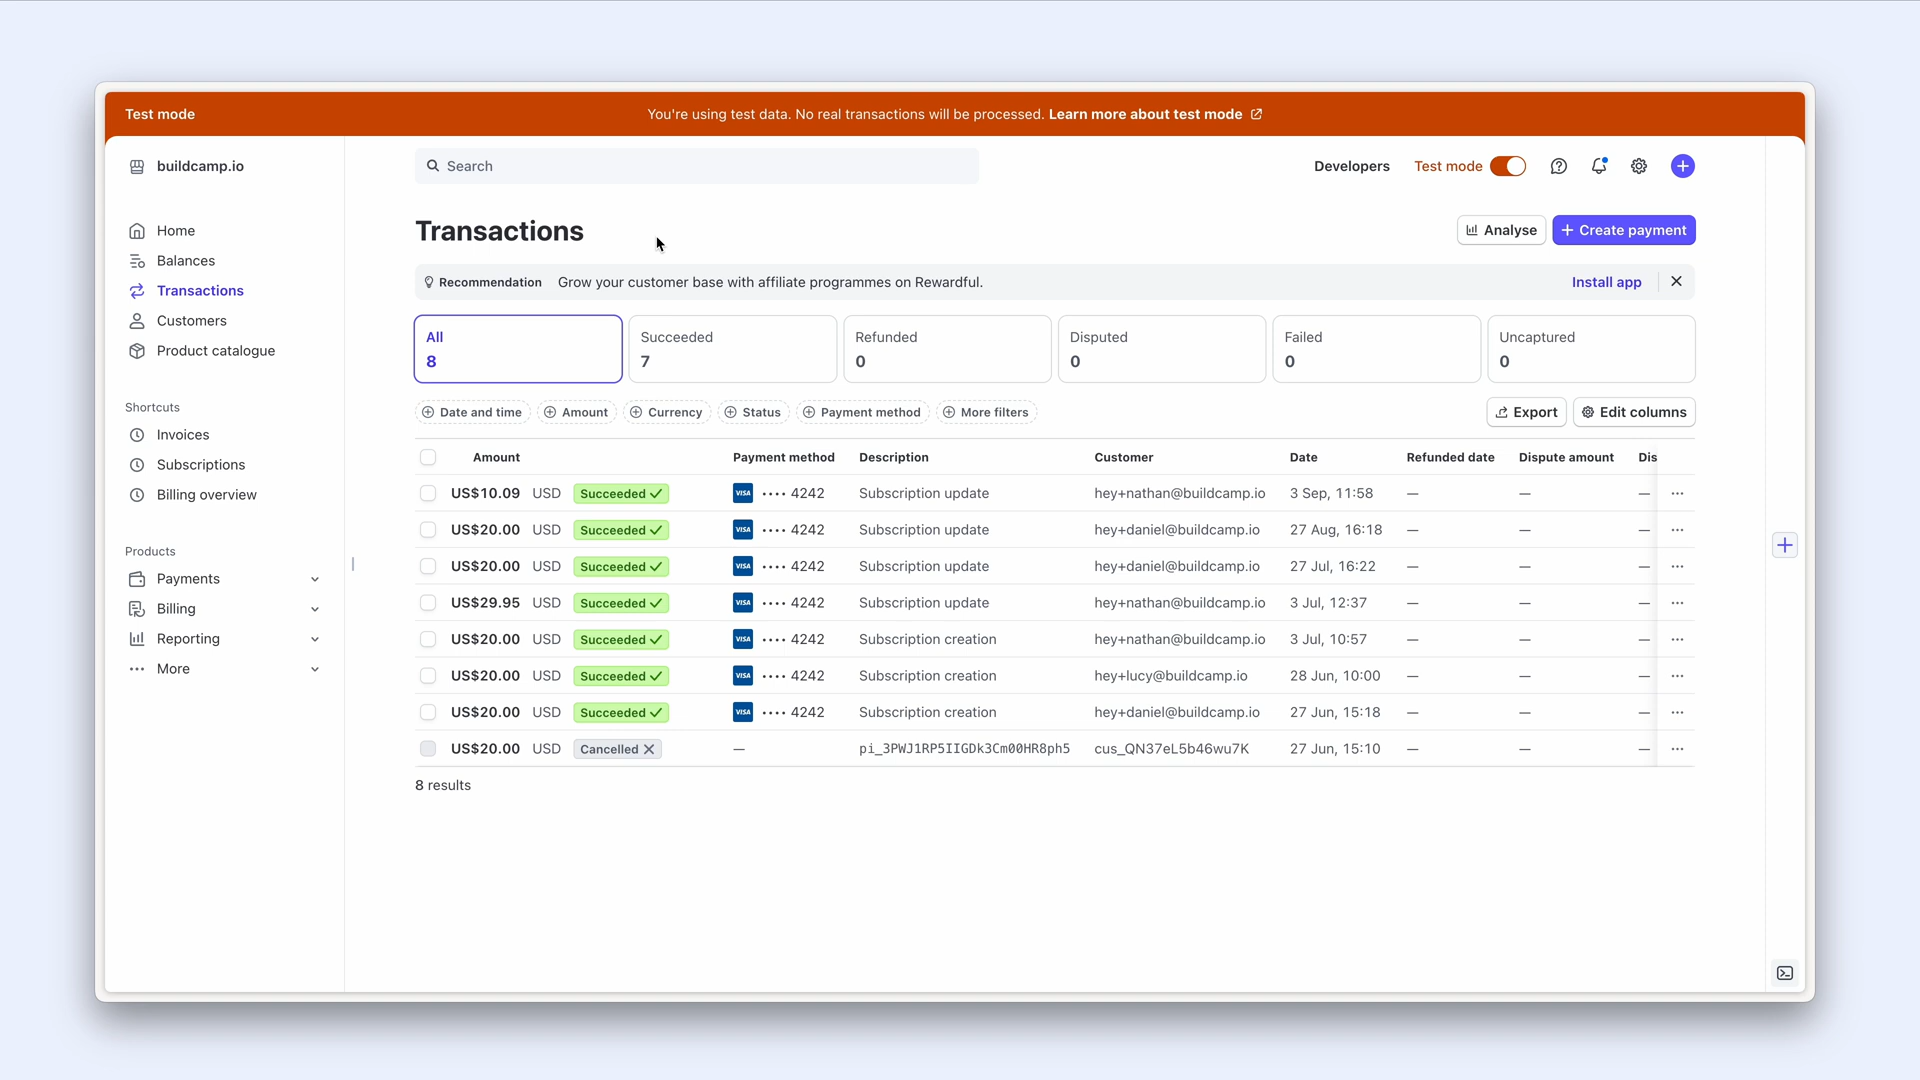 Test mode
You're using test data. No real transactions will be processed. Learn more about test mode
buildcamp.io
Search
Developers
Test mode
Home
Balances
Transactions
Customers
Product catalogue
Shortcuts
Invoices
Subscriptions
Billing overview
Products
Payments
Billing
Reporting
More
Transactions
Analyse
Create payment
Recommendation Grow your customer base with affiliate programmes on Rewardful. Install app
All Succeeded Refunded Disputed Failed Uncaptured
8 7 0 0 0 0
Date and time Amount Currency Status Payment method More filters Export Edit columns
Amount Payment method Description Customer Date Refunded date Dispute amount Dis
US$10.09 USD Succeeded VISA •••• 4242 Subscription update hey+nathan@buildcamp.io 3 Sep, 11:58 — — — ···
US$20.00 USD Succeeded VISA •••• 4242 Subscription update hey+daniel@buildcamp.io 27 Aug, 16:18 — — — ···
US$20.00 USD Succeeded VISA •••• 4242 Subscription update hey+daniel@buildcamp.io 27 Jul, 16:22 — — — ···
US$29.95 USD Succeeded VISA •••• 4242 Subscription update hey+nathan@buildcamp.io 3 Jul, 12:37 — — — ···
US$20.00 USD Succeeded VISA •••• 4242 Subscription creation hey+nathan@buildcamp.io 3 Jul, 10:57 — — — ···
US$20.00 USD Succeeded VISA •••• 4242 Subscription creation hey+lucy@buildcamp.io 28 Jun, 10:00 — — — ···
US$20.00 USD Succeeded VISA •••• 4242 Subscription creation hey+daniel@buildcamp.io 27 Jun, 15:18 — — — ···
US$20.00 USD Cancelled — pi_3PWJ1RP5IIGDk3Cm00HR8ph5 cus_QN37eL5b46wu7K 27 Jun, 15:10 — — — ···
8 results